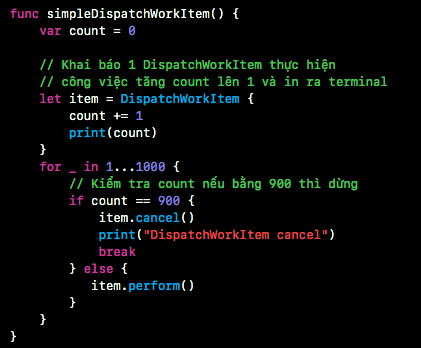 func simpleDispatchWorkItem() {
    var count = 0

    // Khai báo 1 DispatchWorkItem thực hiện
    // công việc tăng count lên 1 và in ra terminal
    let item = DispatchWorkItem {
        count += 1
        print(count)
    }
    for _ in 1...1000 {
        // Kiểm tra count nếu bằng 900 thì dừng
        if count == 900 {
            item.cancel()
            print("DispatchWorkItem cancel")
            break
        } else {
           item.perform()
        }
    }
}